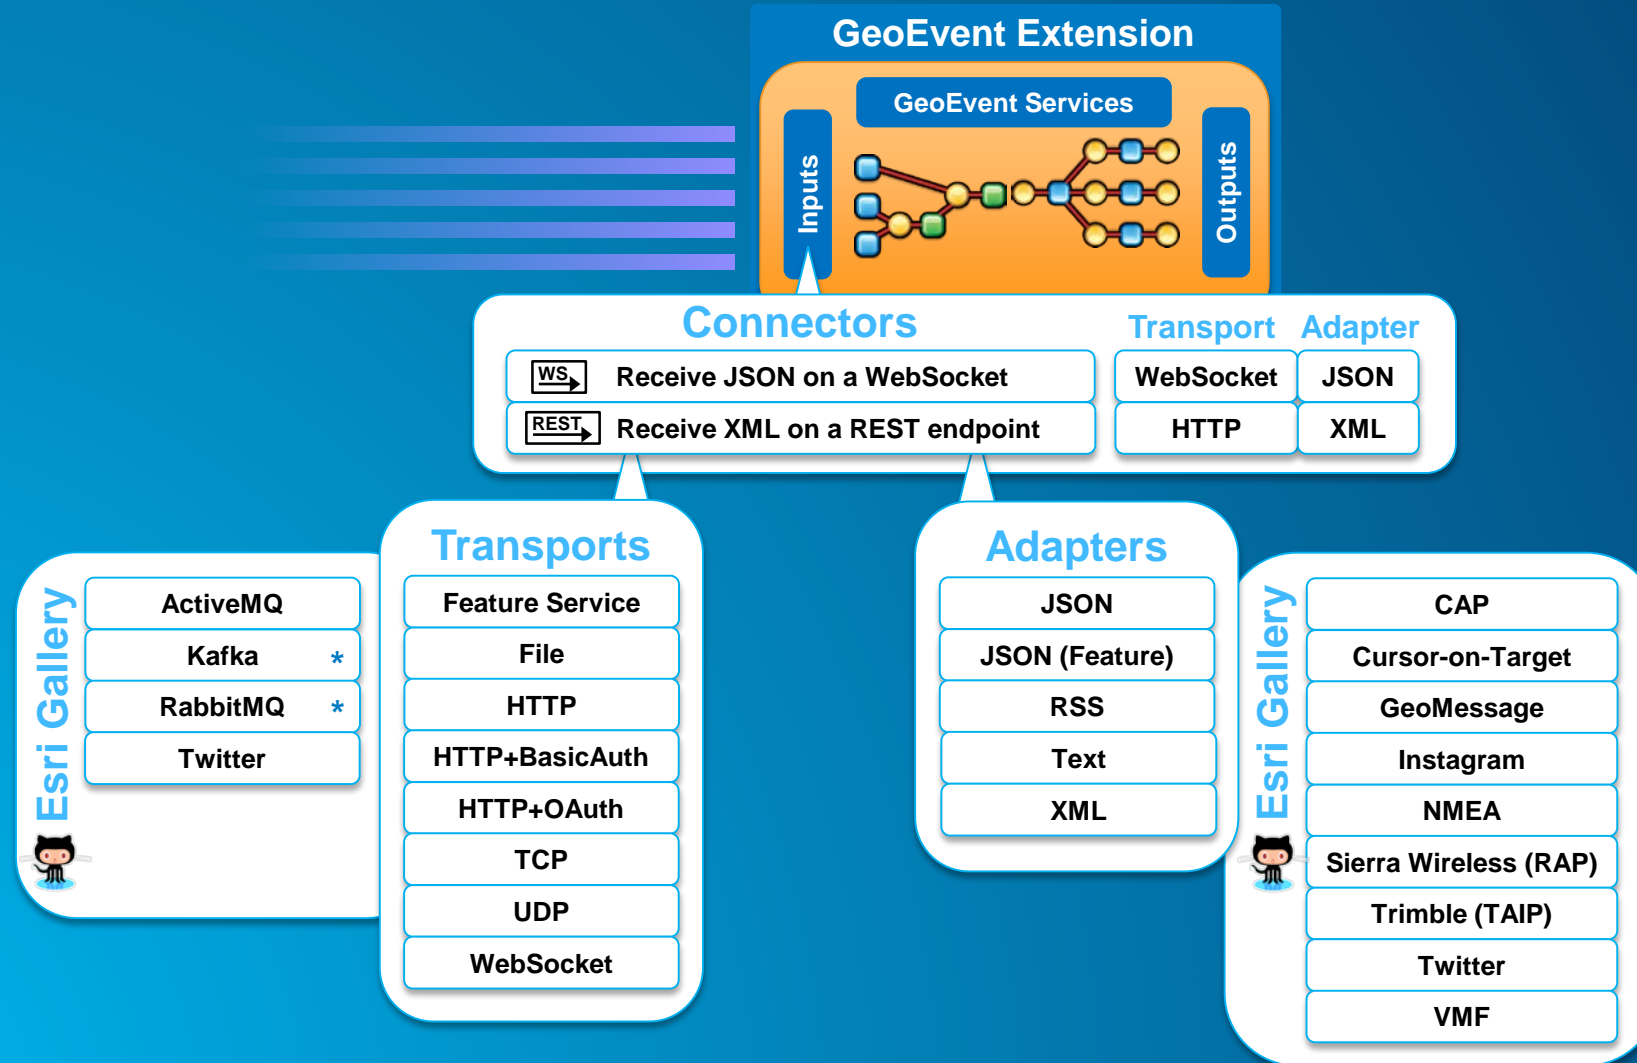 GeoEvent Extension
GeoEvent Services
Inputs
Outputs
Connectors
Transport
Adapter
WS
Receive JSON on a WebSocket
WebSocket
JSON
REST
Receive XML on a REST endpoint
HTTP
XML
Esri Gallery
ActiveMQ
Kafka *
RabbitMQ *
Twitter
Transports
Feature Service
File
HTTP
HTTP+BasicAuth
HTTP+OAuth
TCP
UDP
WebSocket
Adapters
JSON
JSON (Feature)
RSS
Text
XML
Esri Gallery
CAP
Cursor-on-Target
GeoMessage
Instagram
NMEA
Sierra Wireless (RAP)
Trimble (TAIP)
Twitter
VMF